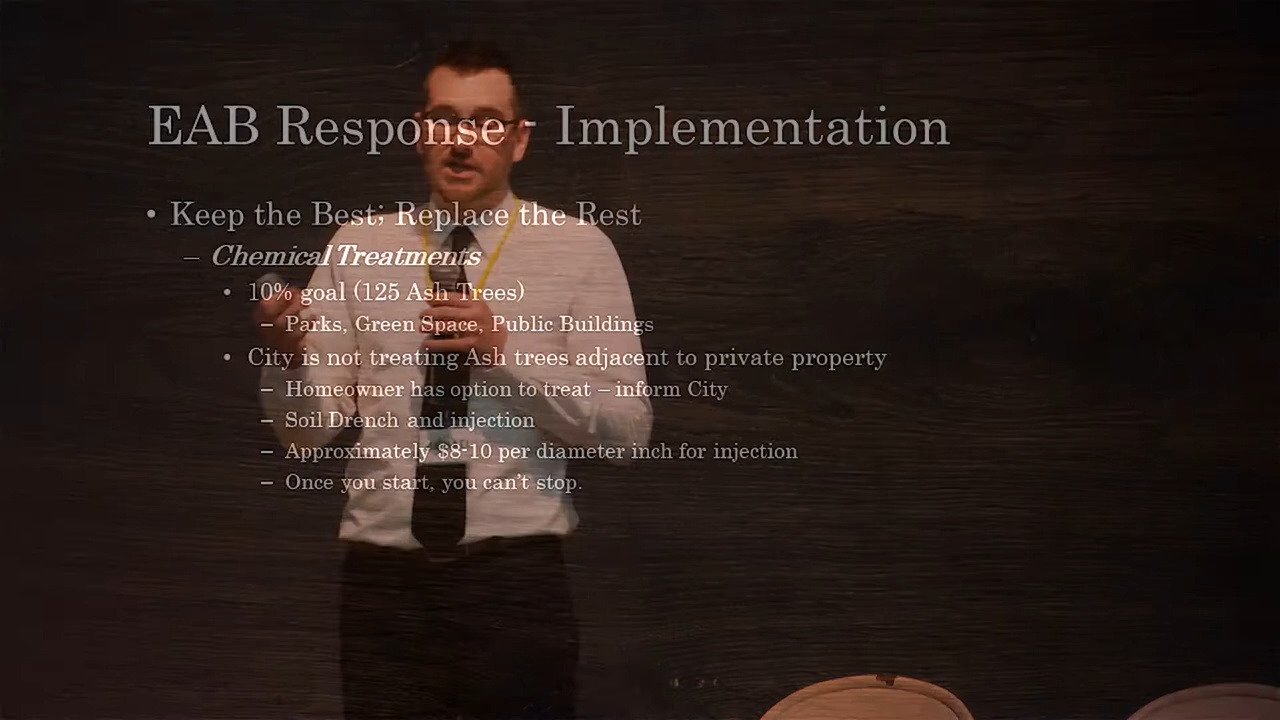 EAB Response - Implementation
• Keep the Best; Replace the Rest
– Chemical Treatments
• 10% goal (125 Ash Trees)
– Parks, Green Space, Public Buildings
• City is not treating Ash trees adjacent to private property
– Homeowner has option to treat – inform City
– Soil Drench and injection
– Approximately $8-10 per diameter inch for injection
– Once you start, you can't stop.